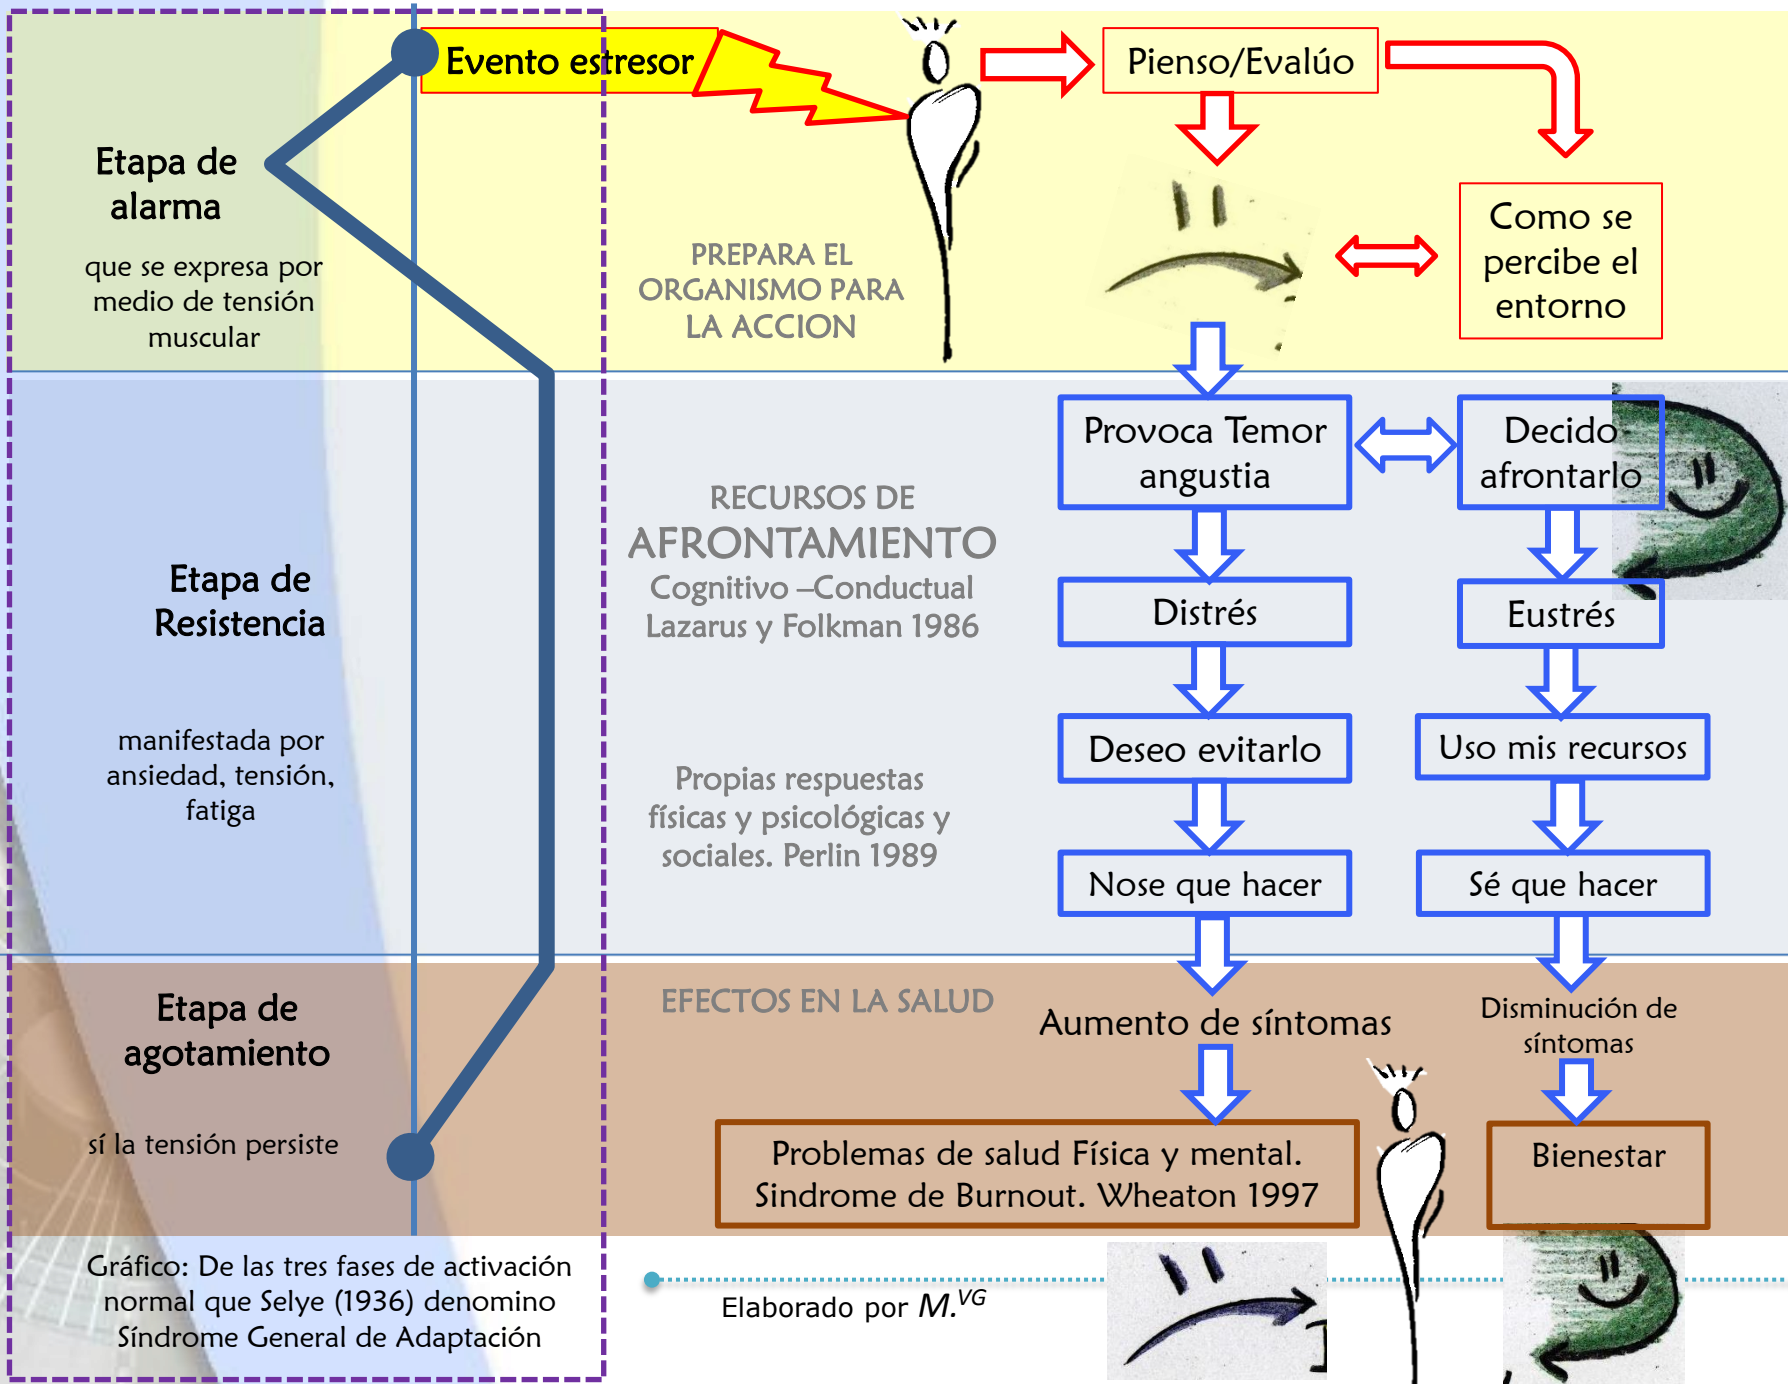 Evento estresor
Pienso/Evalúo
Etapa de
alarma
que se expresa por
medio de tensión
muscular
PREPARA EL
ORGANISMO PARA
LA ACCION
Como se
percibe el
entorno
Provoca Temor
angustia
Decido
afrontarlo
RECURSOS DE
AFRONTAMIENTO
Cognitivo –Conductual
Lazarus y Folkman 1986
Etapa de
Resistencia
Distrés
Eustrés
manifestada por
ansiedad, tensión,
fatiga
Propias respuestas
físicas y psicológicas y
sociales. Perlin 1989
Deseo evitarlo
Uso mis recursos
Nose que hacer
Sé que hacer
Etapa de
agotamiento
sí la tensión persiste
EFECTOS EN LA SALUD
Aumento de síntomas
Disminución de
síntomas
Problemas de salud Física y mental.
Sindrome de Burnout. Wheaton 1997
Bienestar
Gráfico: De las tres fases de activación
normal que Selye (1936) denomino
Síndrome General de Adaptación
Elaborado por M.VG